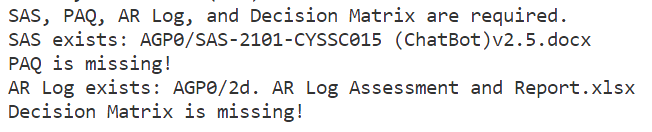 SAS, PAQ, AR Log, and Decision Matrix are required.
SAS exists: AGP0/SAS-2101-CYSSC015 (ChatBot)v2.5.docx
PAQ is missing!
AR Log exists: AGP0/2d. AR Log Assessment and Report.xlsx
Decision Matrix is missing!